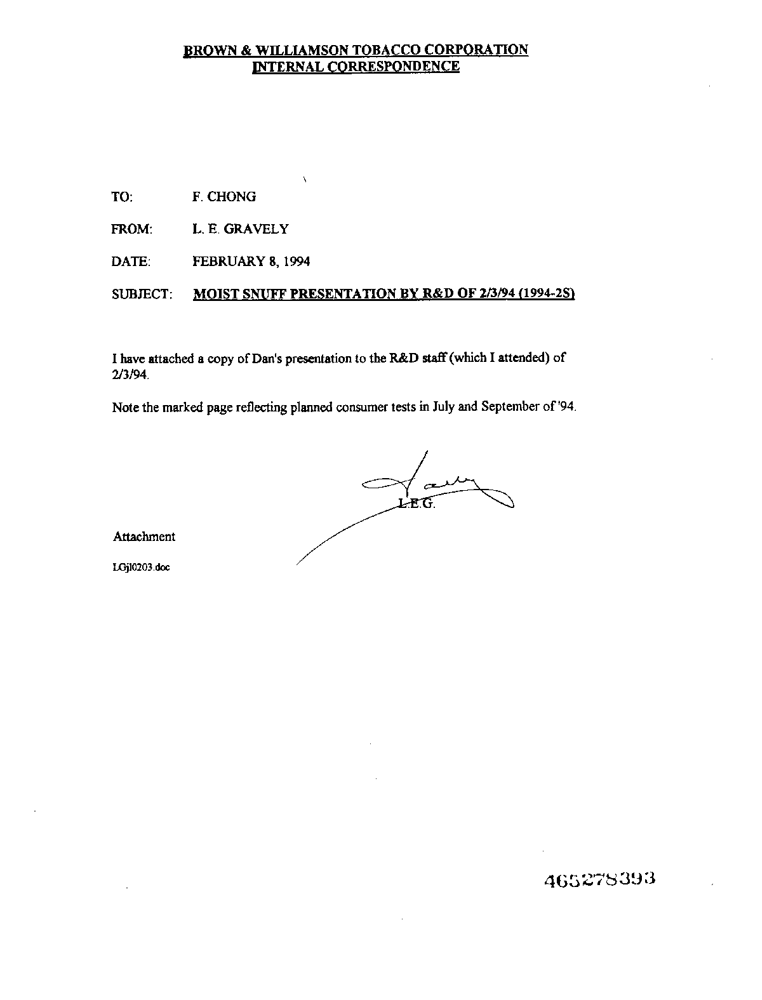 BROWN & WILLIAMSON TOBACCO CORPORATION
INTERNAL CORRESPONDENCE
TO: F. CHONG
FROM: L. E. GRAVELY
DATE: FEBRUARY 8, 1994
SUBJECT: MOIST SNUFF PRESENTATION BY R&D OF 2/3/94 (1994-2S)
I have attached a copy of Dan's presentation to the R&D staff (which I attended) of
2/3/94.
Note the marked page reflecting planned consumer tests in July and September of '94.
L.E.G.
Attachment
LGjl0203.doc
465278393